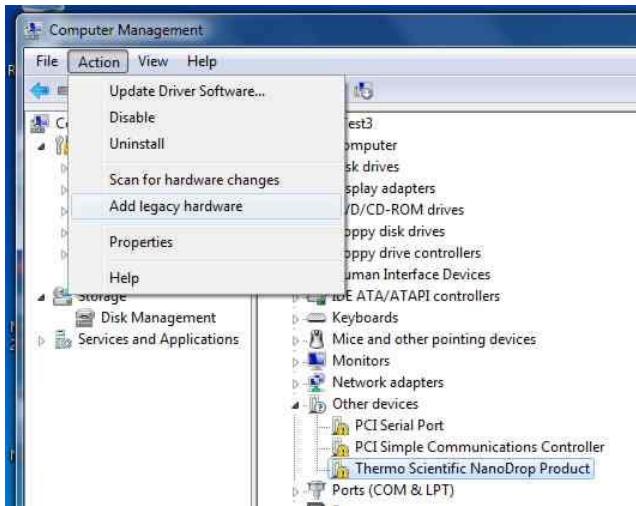 Computer Management
File Action View Help
Update Driver Software...
Disable
Uninstall
Scan for hardware changes
Add legacy hardware
Properties
Help
Storage
Disk Management
Services and Applications
est3
omputer
sk drives
splay adapters
D/CD-ROM drives
oppy disk drives
oppy drive controllers
uman Interface Devices
IDE ATA/ATAPI controllers
Keyboards
Mice and other pointing devices
Monitors
Network adapters
Other devices
PCI Serial Port
PCI Simple Communications Controller
Thermo Scientific NanoDrop Product
Ports (COM & LPT)